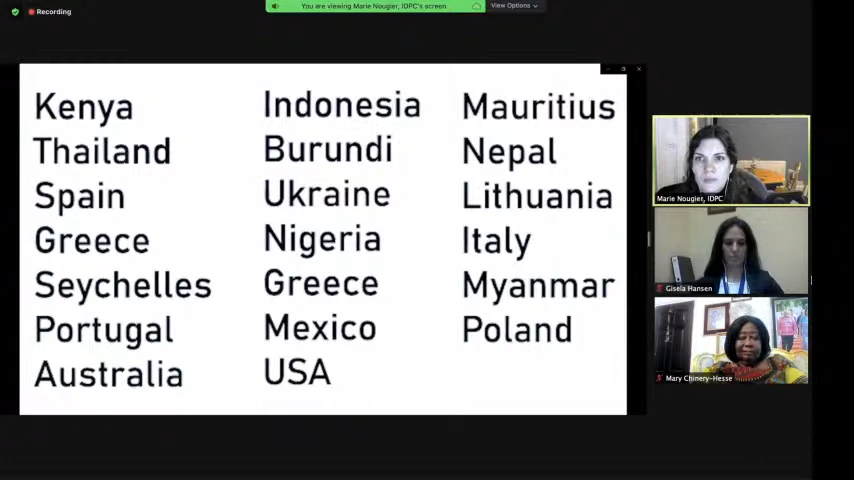 Recording
You are viewing Marie Nougier, IDPC's screen
View Options
Kenya
Thailand
Spain
Greece
Seychelles
Portugal
Australia
Indonesia
Burundi
Ukraine
Nigeria
Greece
Mexico
USA
Mauritius
Nepal
Lithuania
Italy
Myanmar
Poland
Marie Nougier, IDPC
Gisela Hansen
Mary Chinery-Hesse